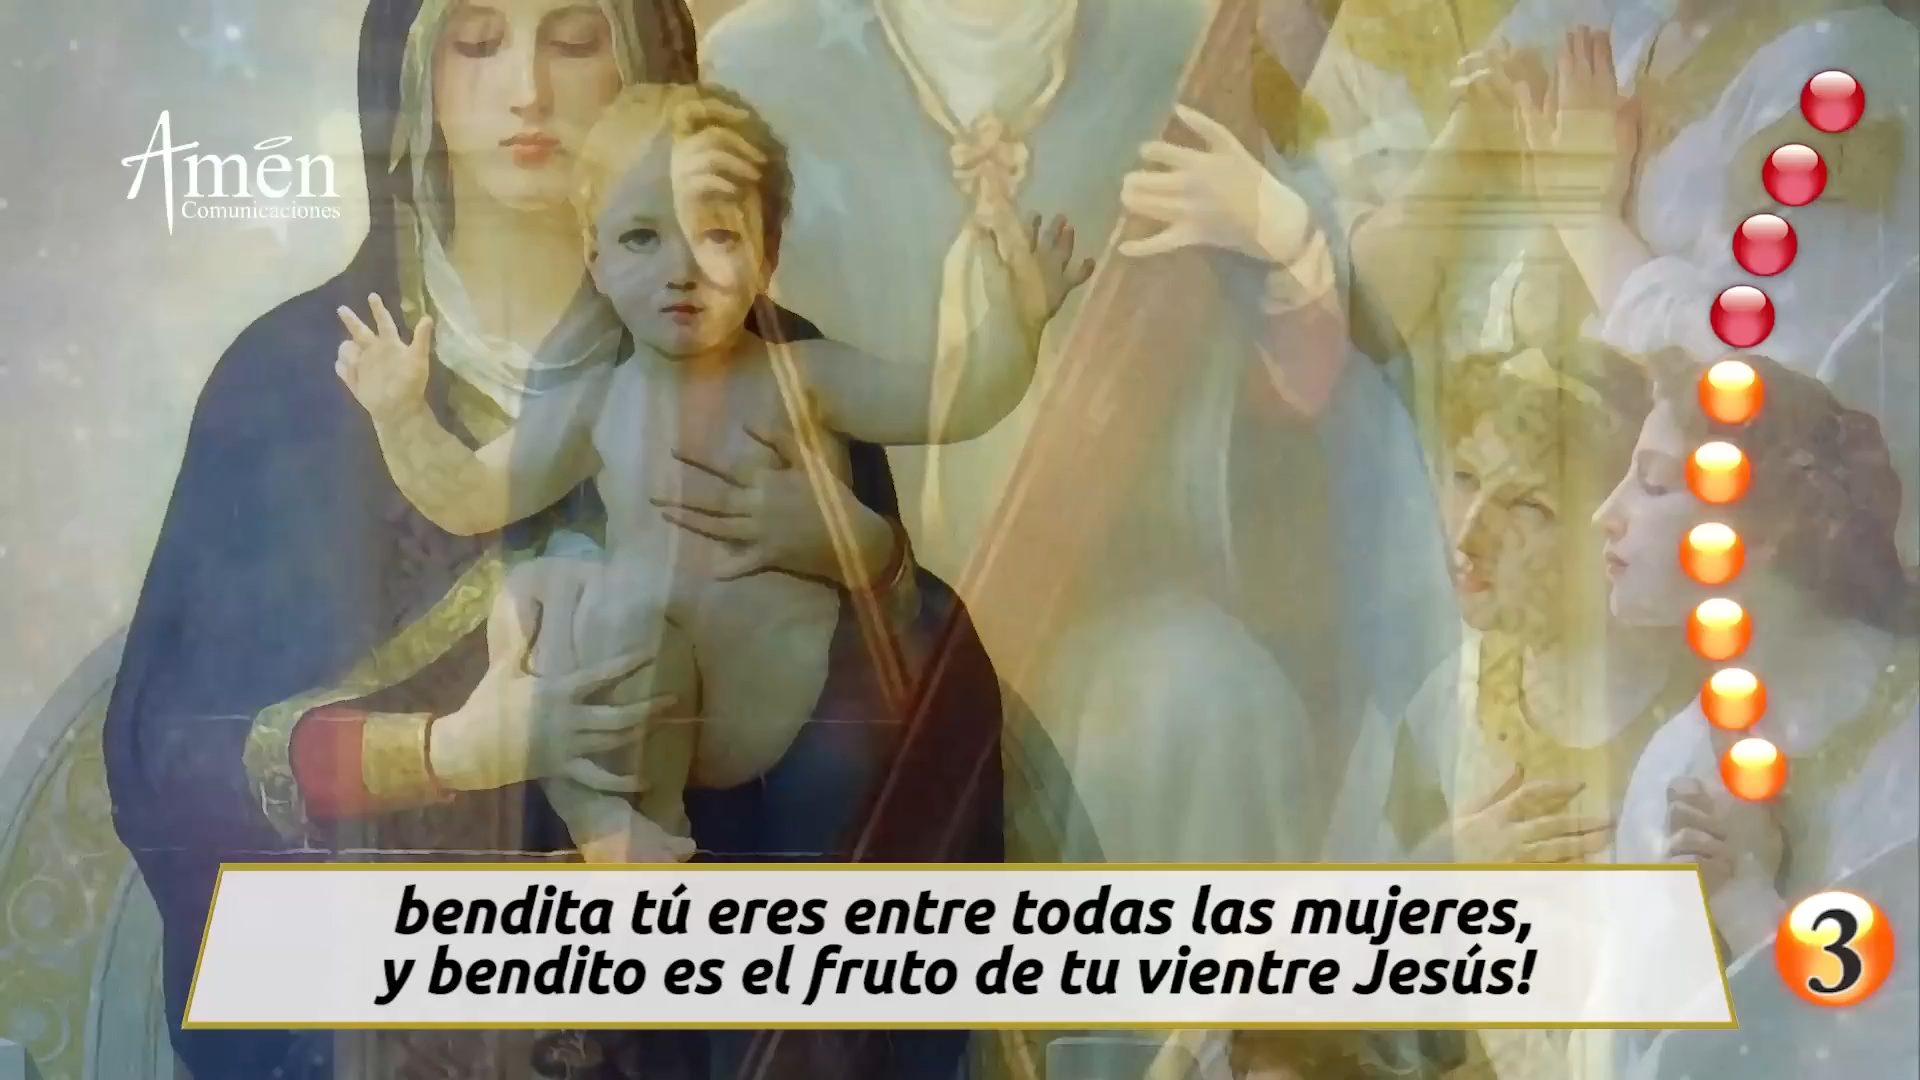 Amén
Comunicaciones
bendita tú eres entre todas las mujeres,
y bendito es el fruto de tu vientre Jesús!
3